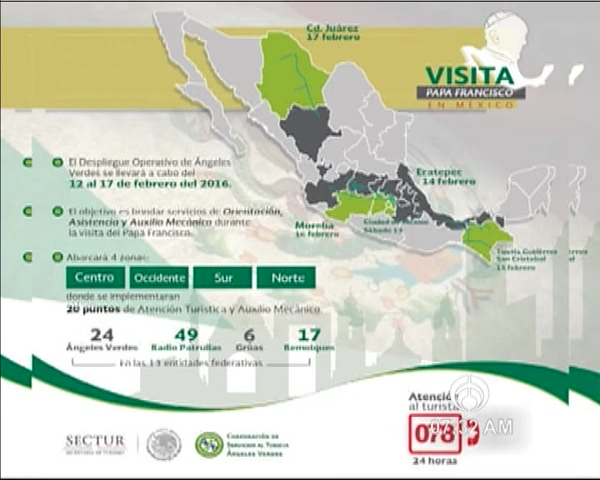 Cd. Juárez
17 febrero
VISITA
PAPA FRANCISCO
EN MÉXICO
Ecatepec
14 febrero
El Despliegue Operativo de Ángeles
Verdes se llevará a cabo del
12 al 17 de febrero del 2016.
El objetivo es brindar servicios de Orientación,
Asistencia y Auxilio Mecánico durante
la visita del Papa Francisco.
Morelia
16 febrero
Ciudad de México
Sábado 13
Tuxtla Gutiérrez
San Cristobal
15 febrero
Abarcará 4 zonas:
Centro Occidente Sur Norte
donde se implementaran
20 puntos de Atención Turística y Auxilio Mecánico
24 49 6 17
Ángeles Verdes Radio Patrullas Grúas Remolques
En las 13 entidades federativas
Atención
al turista
078
07:32 AM
24 horas
SECTUR
SECRETARÍA DE TURISMO
Corporación de
Servicios al Turista
Ángeles Verdes